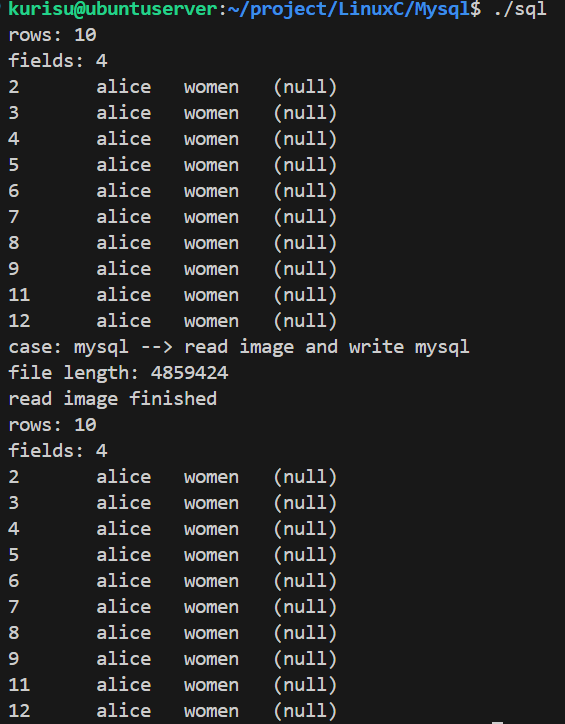 kurisu@ubuntuserver:~/project/LinuxC/Mysql$ ./sql
rows: 10
fields: 4
2 alice women (null)
3 alice women (null)
4 alice women (null)
5 alice women (null)
6 alice women (null)
7 alice women (null)
8 alice women (null)
9 alice women (null)
11 alice women (null)
12 alice women (null)
case: mysql --> read image and write mysql
file length: 4859424
read image finished
rows: 10
fields: 4
2 alice women (null)
3 alice women (null)
4 alice women (null)
5 alice women (null)
6 alice women (null)
7 alice women (null)
8 alice women (null)
9 alice women (null)
11 alice women (null)
12 alice women (null)